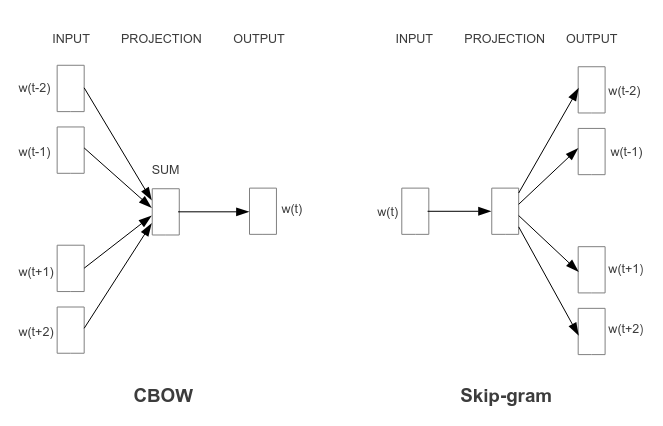 INPUT PROJECTION OUTPUT
w(t-2)
w(t-1)
SUM
w(t)
w(t+1)
w(t+2)
CBOW
INPUT PROJECTION OUTPUT
w(t-2)
w(t-1)
w(t)
w(t+1)
w(t+2)
Skip-gram